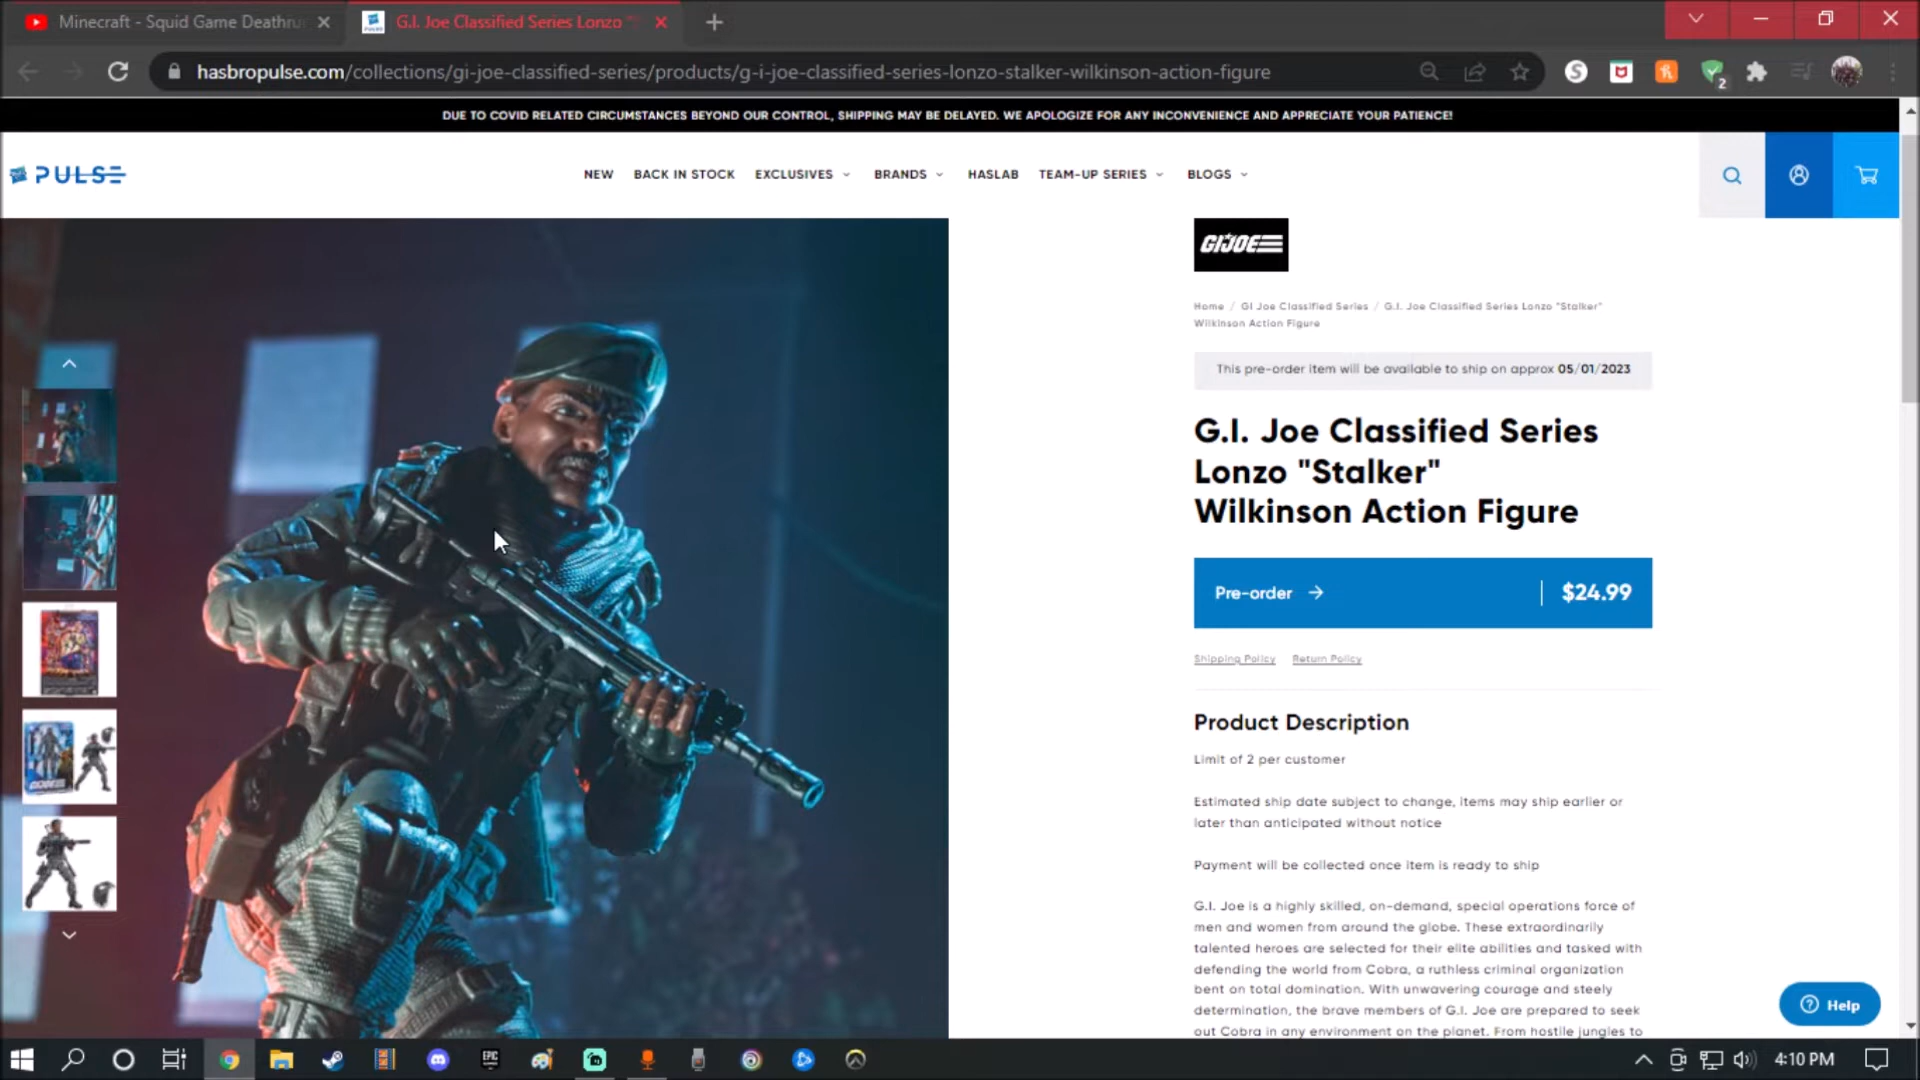 Minecraft - Squid Game Deathru
G.I. Joe Classified Series Lonzo "
hasbropulse.com/collections/gi-joe-classified-series/products/g-i-joe-classified-series-lonzo-stalker-wilkinson-action-figure
DUE TO COVID RELATED CIRCUMSTANCES BEYOND OUR CONTROL, SHIPPING MAY BE DELAYED. WE APOLOGIZE FOR ANY INCONVENIENCE AND APPRECIATE YOUR PATIENCE!
PULSE
NEW
BACK IN STOCK
EXCLUSIVES
BRANDS
HASLAB
TEAM-UP SERIES
BLOGS
GIJOE
Home / GI Joe Classified Series / G.I. Joe Classified Series Lonzo "Stalker"
Wilkinson Action Figure
This pre-order item will be available to ship on approx 05/01/2023
G.I. Joe Classified Series
Lonzo "Stalker"
Wilkinson Action Figure
Pre-order → | $24.99
Shipping Policy
Return Policy
Product Description
Limit of 2 per customer
Estimated ship date subject to change, items may ship earlier or
later than anticipated without notice
Payment will be collected once item is ready to ship
G.I. Joe is a highly skilled, on-demand, special operations force of
men and women from around the globe. These extraordinarily
talented heroes are selected for their elite abilities and tasked with
defending the world from Cobra, a ruthless criminal organization
bent on total domination. With unwavering courage and steely
determination, the brave members of G.I. Joe are prepared to seek
out Cobra in any environment on the planet. From hostile jungles to
Help
EPIC
4:10 PM